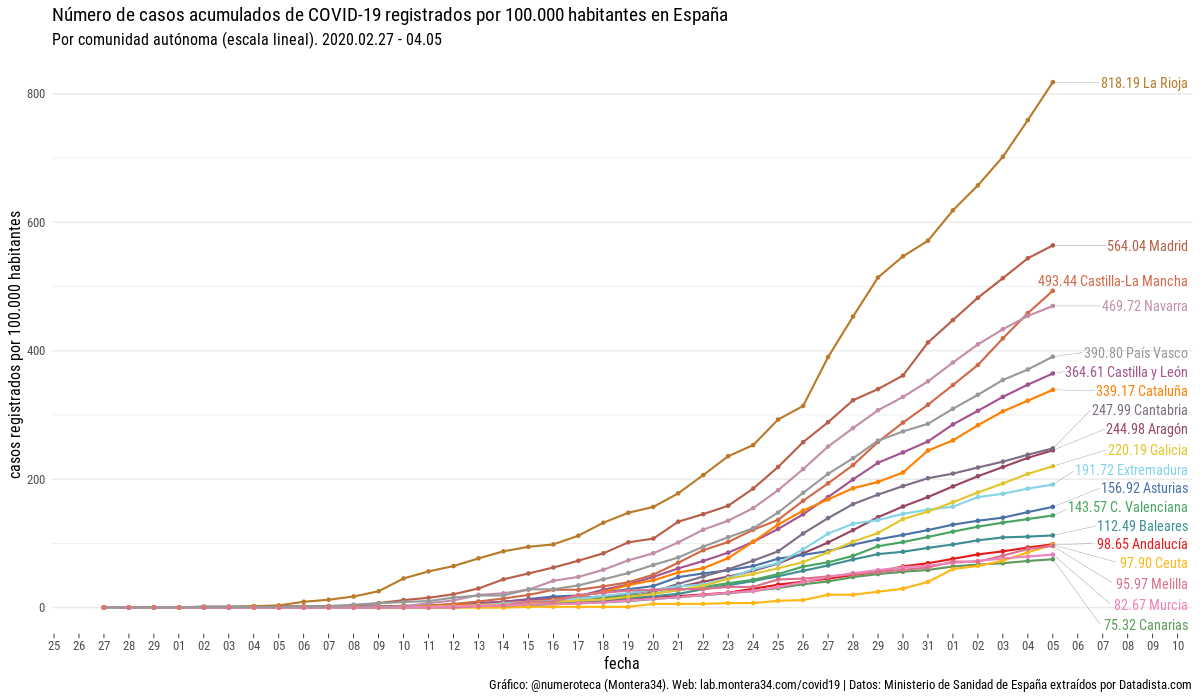 Número de casos acumulados de COVID-19 registrados por 100.000 habitantes en España
Por comunidad autónoma (escala lineal). 2020.02.27 - 04.05
casos registrados por 100.000 habitantes
800
600
400
200
0
818.19 La Rioja
564.04 Madrid
493.44 Castilla-La Mancha
469.72 Navarra
390.80 País Vasco
364.61 Castilla y León
339.17 Cataluña
247.99 Cantabria
244.98 Aragón
220.19 Galicia
191.72 Extremadura
156.92 Asturias
143.57 C. Valenciana
112.49 Baleares
98.65 Andalucía
97.90 Ceuta
95.97 Melilla
82.67 Murcia
75.32 Canarias
25 26 27 28 29 01 02 03 04 05 06 07 08 09 10 11 12 13 14 15 16 17 18 19 20 21 22 23 24 25 26 27 28 29 30 31 01 02 03 04 05 06 07 08 09 10
fecha
Gráfico: @numeroteca (Montera34). Web: lab.montera34.com/covid19 | Datos: Ministerio de Sanidad de España extraídos por Datadista.com